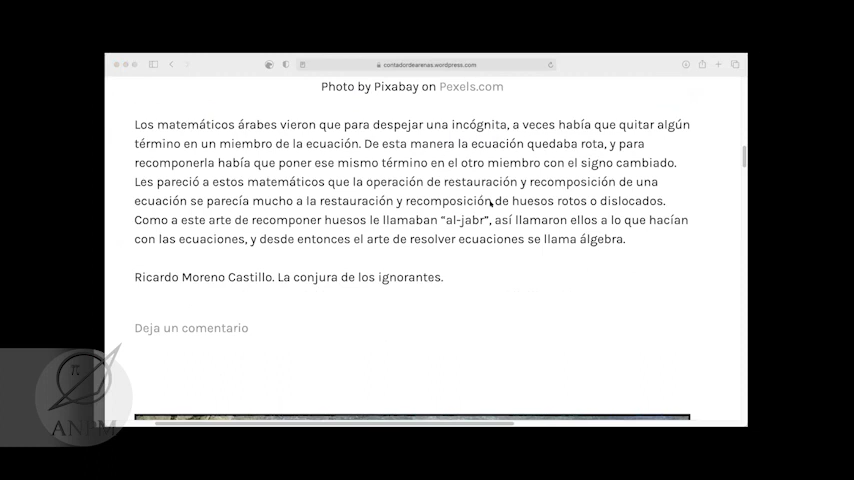 contadordearenas.wordpress.com
Photo by Pixabay on Pexels.com
Los matemáticos árabes vieron que para despejar una incógnita, a veces había que quitar algún
término en un miembro de la ecuación. De esta manera la ecuación quedaba rota, y para
recomponerla había que poner ese mismo término en el otro miembro con el signo cambiado.
Les pareció a estos matemáticos que la operación de restauración y recomposición de una
ecuación se parecía mucho a la restauración y recomposición de huesos rotos o dislocados.
Como a este arte de recomponer huesos le llamaban “al-jabr”, así llamaron ellos a lo que hacían
con las ecuaciones, y desde entonces el arte de resolver ecuaciones se llama álgebra.
Ricardo Moreno Castillo. La conjura de los ignorantes.
Deja un comentario
π
ANPM